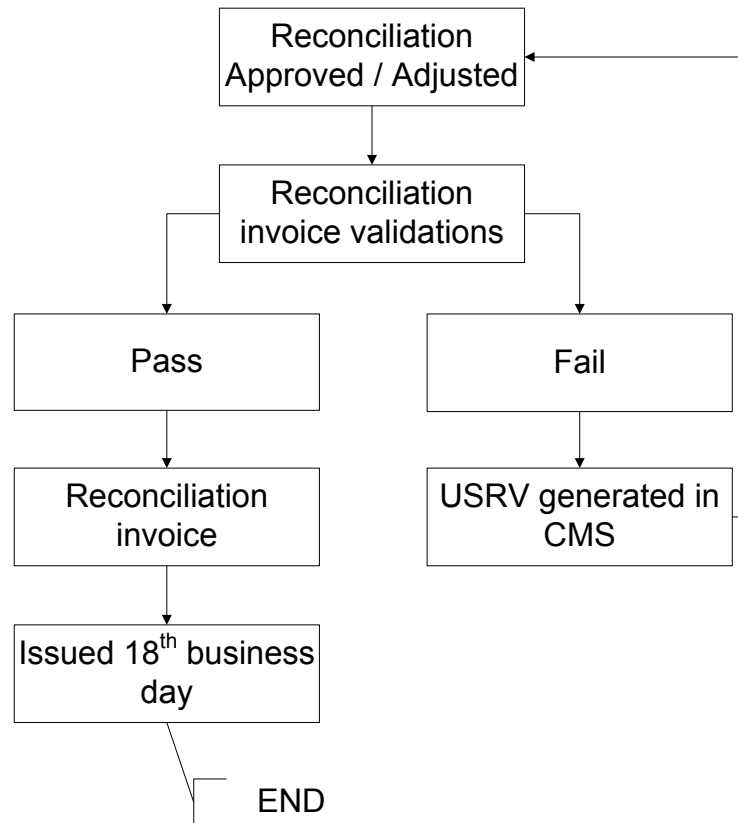 Reconciliation
Approved / Adjusted
Reconciliation
invoice validations
Pass
Fail
Reconciliation
invoice
USRV generated in
CMS
Issued 18th business
day
END